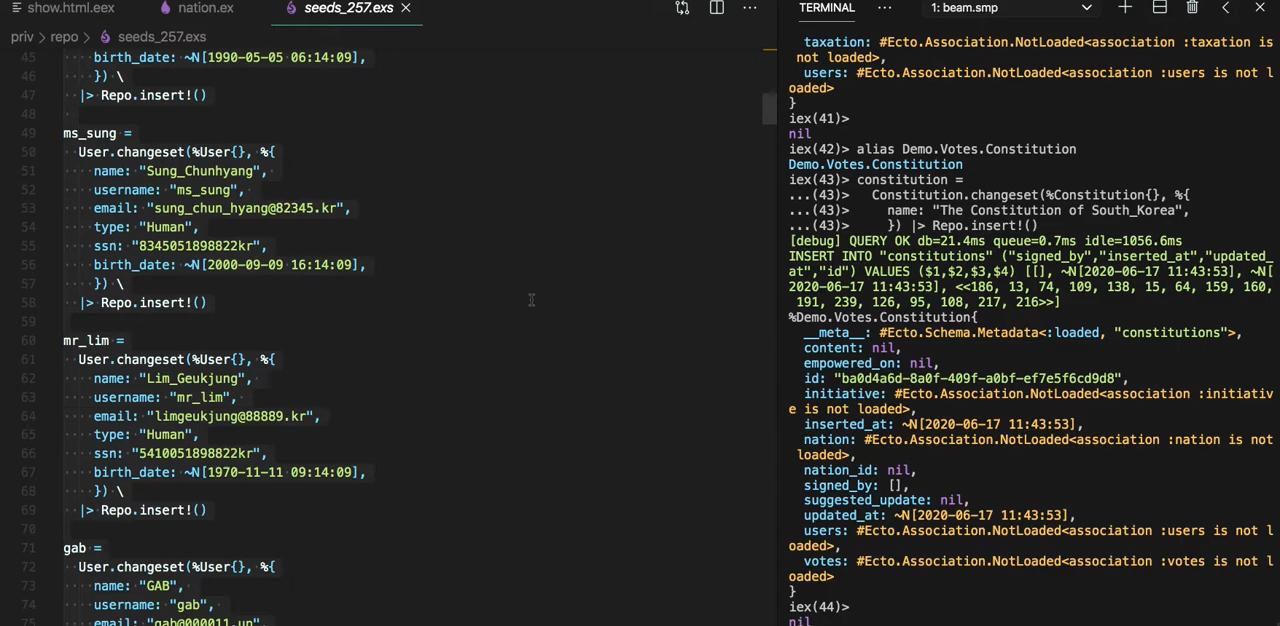 show.html.eex
nation.ex
seeds_257.exs
priv > repo > seeds_257.exs
45 birth_date: ~N[1990-05-05 06:14:09],
46 }) \
47 |> Repo.insert!()
48
49 ms_sung =
50 User.changeset(%User{}, %{
51 name: "Sung_Chunhyang",
52 username: "ms_sung",
53 email: "sung_chun_hyang@82345.kr",
54 type: "Human",
55 ssn: "8345051898822kr",
56 birth_date: ~N[2000-09-09 16:14:09],
57 }) \
58 |> Repo.insert!()
59
60 mr_lim =
61 User.changeset(%User{}, %{
62 name: "Lim_Geukjung",
63 username: "mr_lim",
64 email: "limgeukjung@88889.kr",
65 type: "Human",
66 ssn: "5410051898822kr",
67 birth_date: ~N[1970-11-11 09:14:09],
68 }) \
69 |> Repo.insert!()
70
71 gab =
72 User.changeset(%User{}, %{
73 name: "GAB",
74 username: "gab",
75 email: "gab@000011.un",
TERMINAL
1: beam.smp
taxation: #Ecto.Association.NotLoaded<association :taxation is
not loaded>,
users: #Ecto.Association.NotLoaded<association :users is not l
oaded>
}
iex(41)>
nil
iex(42)> alias Demo.Votes.Constitution
Demo.Votes.Constitution
iex(43)> constitution =
...(43)> Constitution.changeset(%Constitution{}, %{
...(43)> name: "The Constitution of South_Korea",
...(43)> }) |> Repo.insert!()
[debug] QUERY OK db=21.4ms queue=0.7ms idle=1056.6ms
INSERT INTO "constitutions" ("signed_by","inserted_at","updated_
at","id") VALUES ($1,$2,$3,$4) [[], ~N[2020-06-17 11:43:53], ~N[
2020-06-17 11:43:53], <<186, 13, 74, 109, 138, 15, 64, 159, 160,
191, 239, 126, 95, 108, 217, 216>>]
%Demo.Votes.Constitution{
__meta__: #Ecto.Schema.Metadata<:loaded, "constitutions">,
content: nil,
empowered_on: nil,
id: "ba0d4a6d-8a0f-409f-a0bf-ef7e5f6cd9d8",
initiative: #Ecto.Association.NotLoaded<association :initiativ
e is not loaded>,
inserted_at: ~N[2020-06-17 11:43:53],
nation: #Ecto.Association.NotLoaded<association :nation is not
loaded>,
nation_id: nil,
signed_by: [],
suggested_update: nil,
updated_at: ~N[2020-06-17 11:43:53],
users: #Ecto.Association.NotLoaded<association :users is not l
oaded>,
votes: #Ecto.Association.NotLoaded<association :votes is not l
oaded>
}
iex(44)>
nil